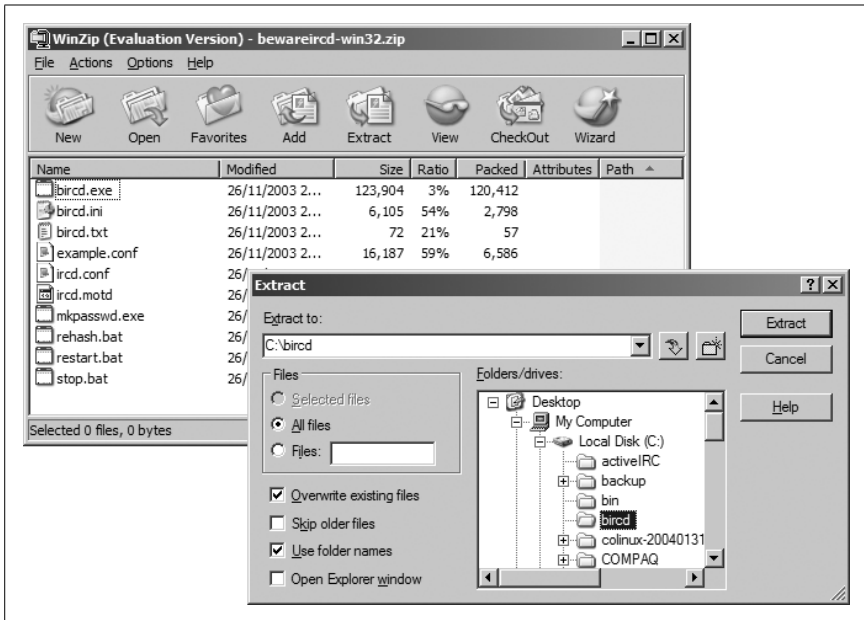 WinZip (Evaluation Version) - bewareircd-win32.zip
File Actions Options Help
New Open Favorites Add Extract View CheckOut Wizard
Name Modified Size Ratio Packed Attributes Path
bircd.exe 26/11/2003 2... 123,904 3% 120,412
bircd.ini 26/11/2003 2... 6,105 54% 2,798
bircd.txt 26/11/2003 2... 72 21% 57
example.conf 26/11/2003 2... 16,187 59% 6,586
ircd.conf 26/
ircd.motd 26/
mkpasswd.exe 26/
rehash.bat 26/
restart.bat 26/
stop.bat 26/
Selected 0 files, 0 bytes
Extract
Extract to:
C:\bircd
Files
Selected files
All files
Files:
Overwrite existing files
Skip older files
Use folder names
Open Explorer window
Folders/drives:
Desktop
My Computer
Local Disk (C:)
activeIRC
backup
bin
bircd
colinux-20040131
COMPAQ
Extract
Cancel
Help